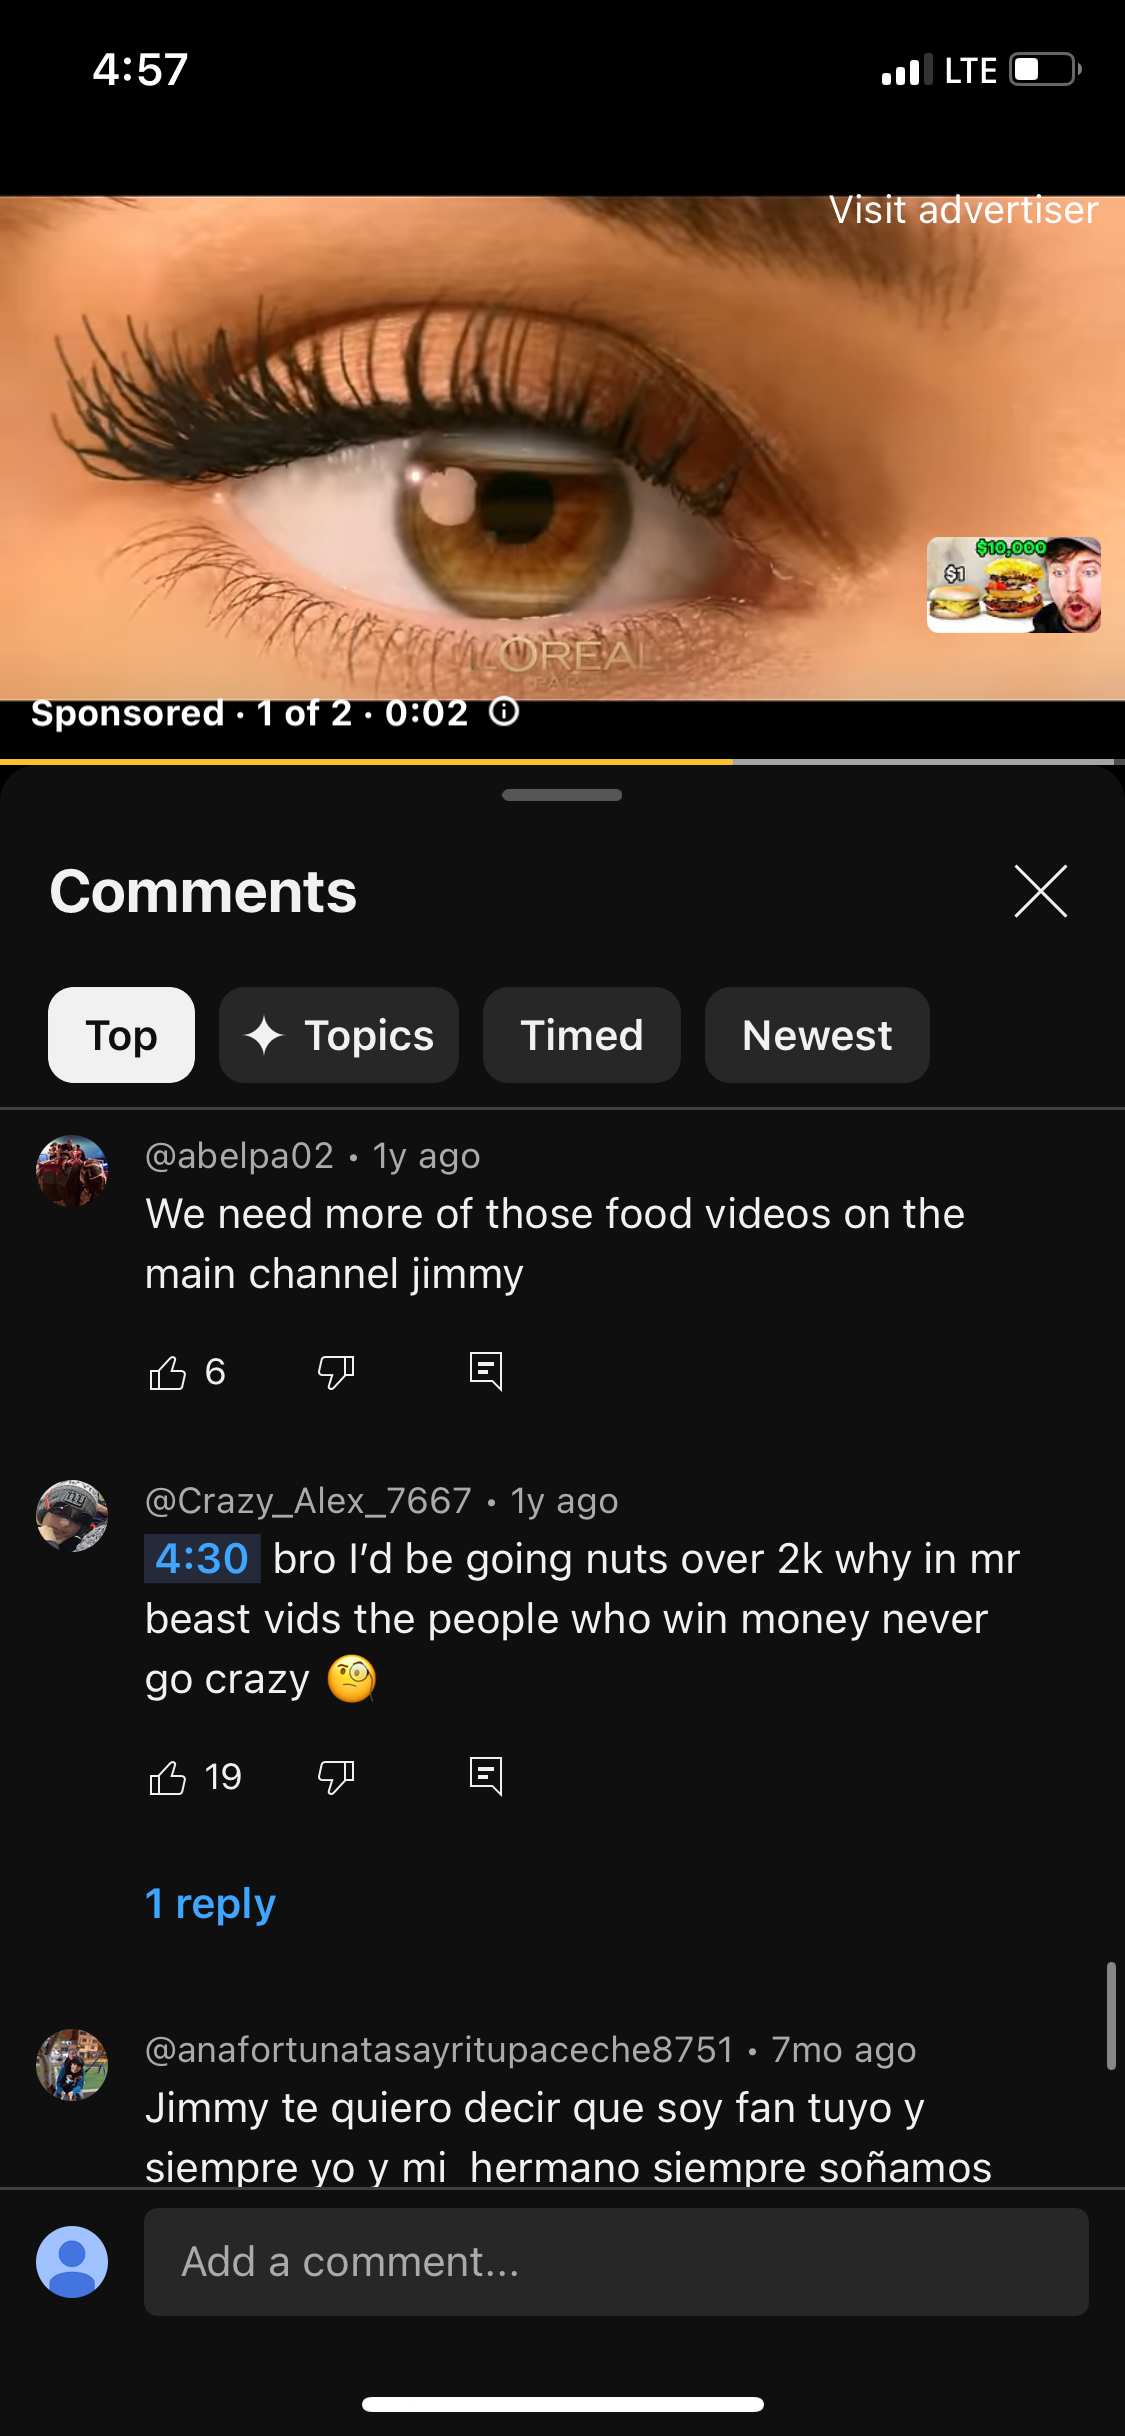 4:57
LTE
Visit advertiser
$10,000
$1
L'OREAL
Sponsored · 1 of 2 · 0:02
Comments
Top
Topics
Timed
Newest
@abelpa02 · 1y ago
We need more of those food videos on the
main channel jimmy
6
@Crazy_Alex_7667 · 1y ago
4:30 bro I’d be going nuts over 2k why in mr
beast vids the people who win money never
go crazy 🧐
19
1 reply
@anafortunatasayritupaceche8751 · 7mo ago
Jimmy te quiero decir que soy fan tuyo y
siempre yo y mi  hermano siempre soñamos
Add a comment...